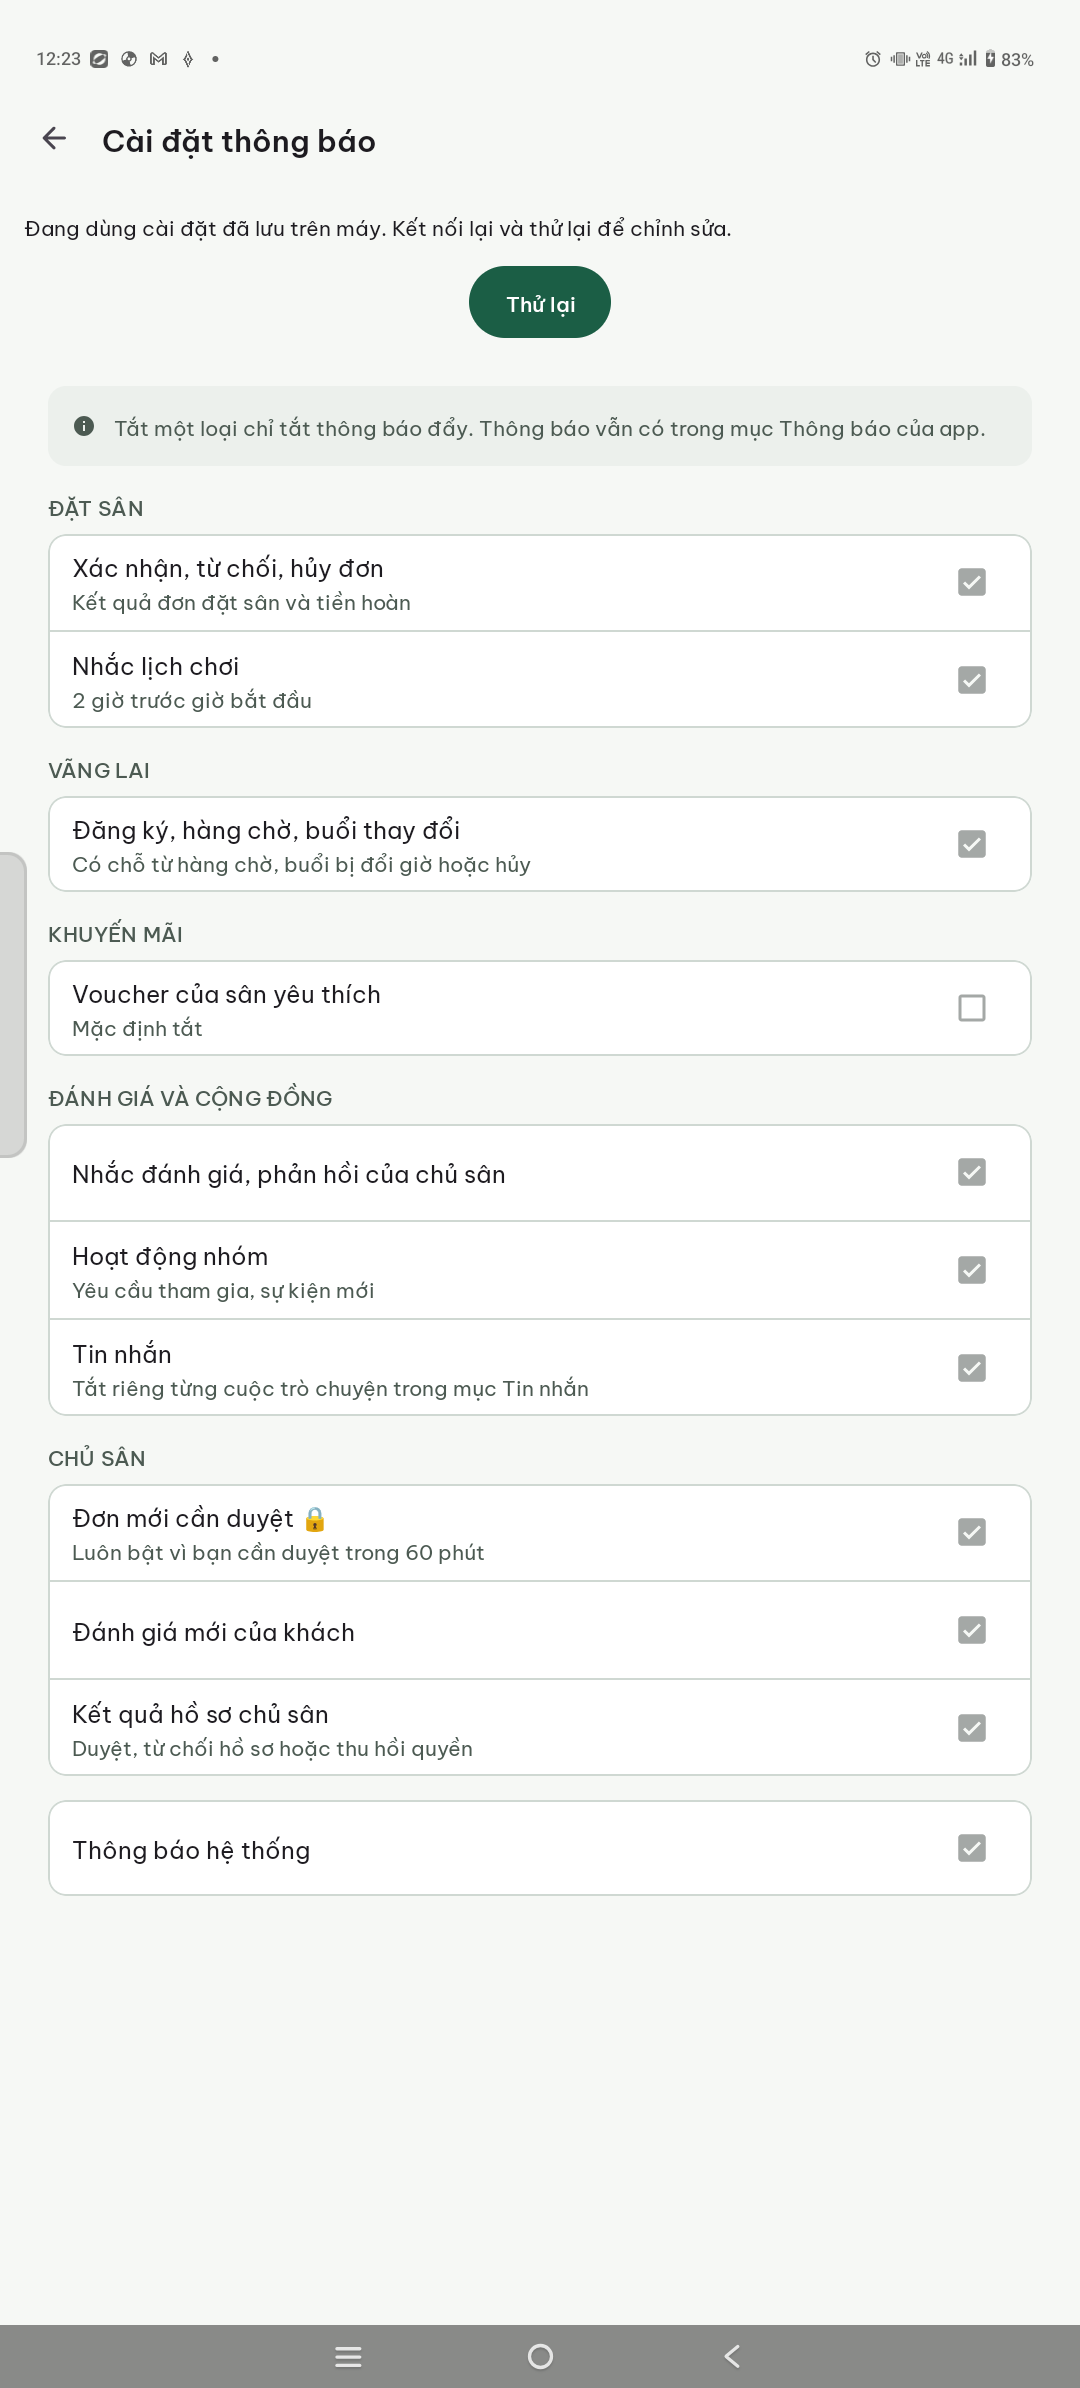 12:23
VoLTE 4G 83%
Cài đặt thông báo
Đang dùng cài đặt đã lưu trên máy. Kết nối lại và thử lại để chỉnh sửa.
Thử lại
Tắt một loại chỉ tắt thông báo đẩy. Thông báo vẫn có trong mục Thông báo của app.
ĐẶT SÂN
Xác nhận, từ chối, hủy đơn
Kết quả đơn đặt sân và tiền hoàn
Nhắc lịch chơi
2 giờ trước giờ bắt đầu
VÃNG LAI
Đăng ký, hàng chờ, buổi thay đổi
Có chỗ từ hàng chờ, buổi bị đổi giờ hoặc hủy
KHUYẾN MÃI
Voucher của sân yêu thích
Mặc định tắt
ĐÁNH GIÁ VÀ CỘNG ĐỒNG
Nhắc đánh giá, phản hồi của chủ sân
Hoạt động nhóm
Yêu cầu tham gia, sự kiện mới
Tin nhắn
Tắt riêng từng cuộc trò chuyện trong mục Tin nhắn
CHỦ SÂN
Đơn mới cần duyệt 🔒
Luôn bật vì bạn cần duyệt trong 60 phút
Đánh giá mới của khách
Kết quả hồ sơ chủ sân
Duyệt, từ chối hồ sơ hoặc thu hồi quyền
Thông báo hệ thống